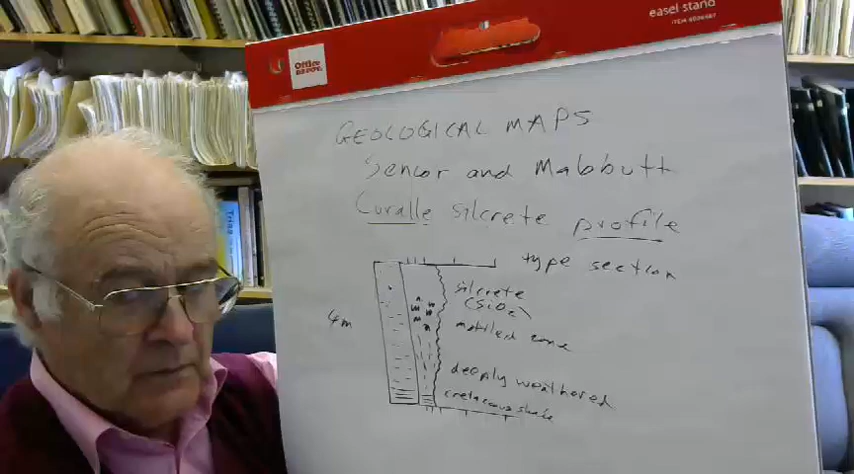 Office DEPOT
easel stand
GEOLOGICAL MAPS
Sencor and Mabbutt
Curalle silcrete profile
type section
silcrete
(SiO2)
4m
mottled zone
deeply weathered
cretaceous shale